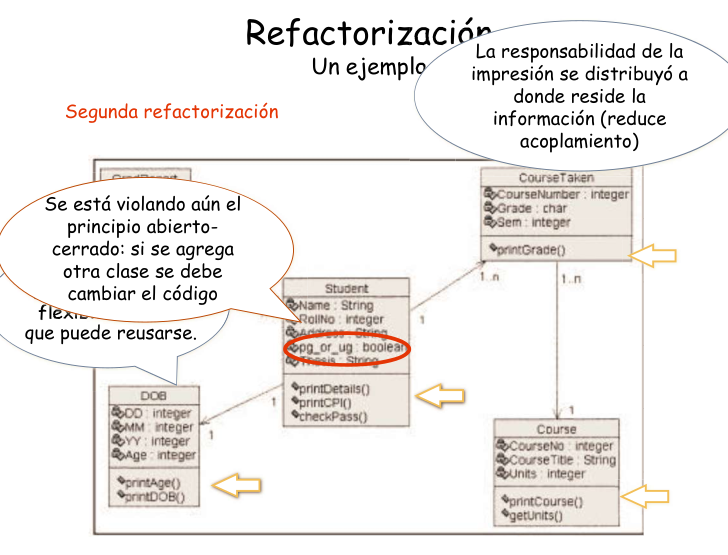 Refactorización
Un ejemplo
La responsabilidad de la
impresión se distribuyó a
donde reside la
información (reduce
acoplamiento)
Segunda refactorización
CourseTaken
CourseNumber : integer
Grade : char
Sem : integer
printGrade()
Se está violando aún el
principio abierto-
cerrado: si se agrega
otra clase se debe
cambiar el código
que puede reusarse.
1..n
1..n
1
Student
Name : String
RollNo : integer
Address : String
pg_or_ug : boolean
Thesis : String
printDetails()
printCPI()
checkPass()
1
1
DOB
DD : integer
MM : integer
YY : integer
Age : integer
printAge()
printDOB()
1
Course
CourseNo : integer
CourseTitle : String
Units : integer
printCourse()
getUnits()